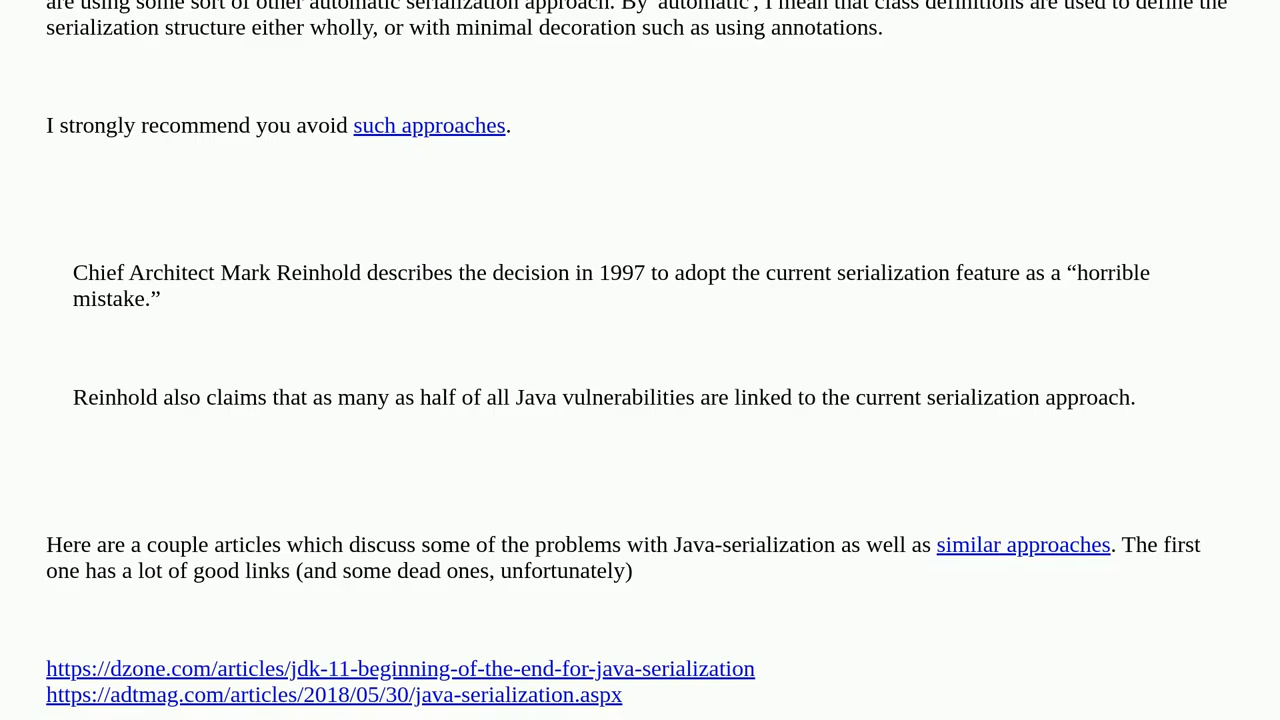 are using some sort of other automatic serialization approach. By 'automatic', I mean that class definitions are used to define the
serialization structure either wholly, or with minimal decoration such as using annotations.
I strongly recommend you avoid such approaches.
Chief Architect Mark Reinhold describes the decision in 1997 to adopt the current serialization feature as a “horrible
mistake.”
Reinhold also claims that as many as half of all Java vulnerabilities are linked to the current serialization approach.
Here are a couple articles which discuss some of the problems with Java-serialization as well as similar approaches. The first
one has a lot of good links (and some dead ones, unfortunately)
https://dzone.com/articles/jdk-11-beginning-of-the-end-for-java-serialization
https://adtmag.com/articles/2018/05/30/java-serialization.aspx